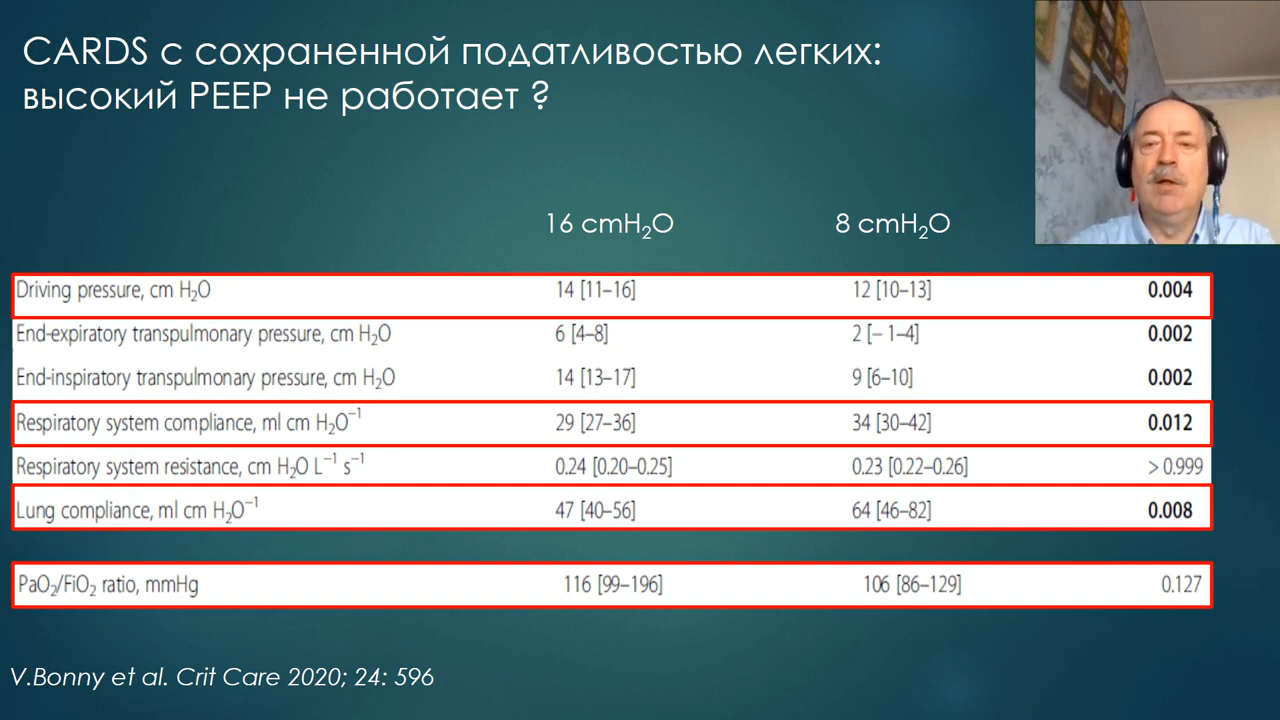 CARDS с сохраненной податливостью легких:
высокий PEEP не работает ?
16 cmH₂O 8 cmH₂O
Driving pressure, cm H₂O 14 [11–16] 12 [10–13] 0.004
End-expiratory transpulmonary pressure, cm H₂O 6 [4–8] 2 [− 1–4] 0.002
End-inspiratory transpulmonary pressure, cm H₂O 14 [13–17] 9 [6–10] 0.002
Respiratory system compliance, ml cm H₂O⁻¹ 29 [27–36] 34 [30–42] 0.012
Respiratory system resistance, cm H₂O L⁻¹ s⁻¹ 0.24 [0.20–0.25] 0.23 [0.22–0.26] > 0.999
Lung compliance, ml cm H₂O⁻¹ 47 [40–56] 64 [46–82] 0.008
PaO₂/FiO₂ ratio, mmHg 116 [99–196] 106 [86–129] 0.127
V.Bonny et al. Crit Care 2020; 24: 596